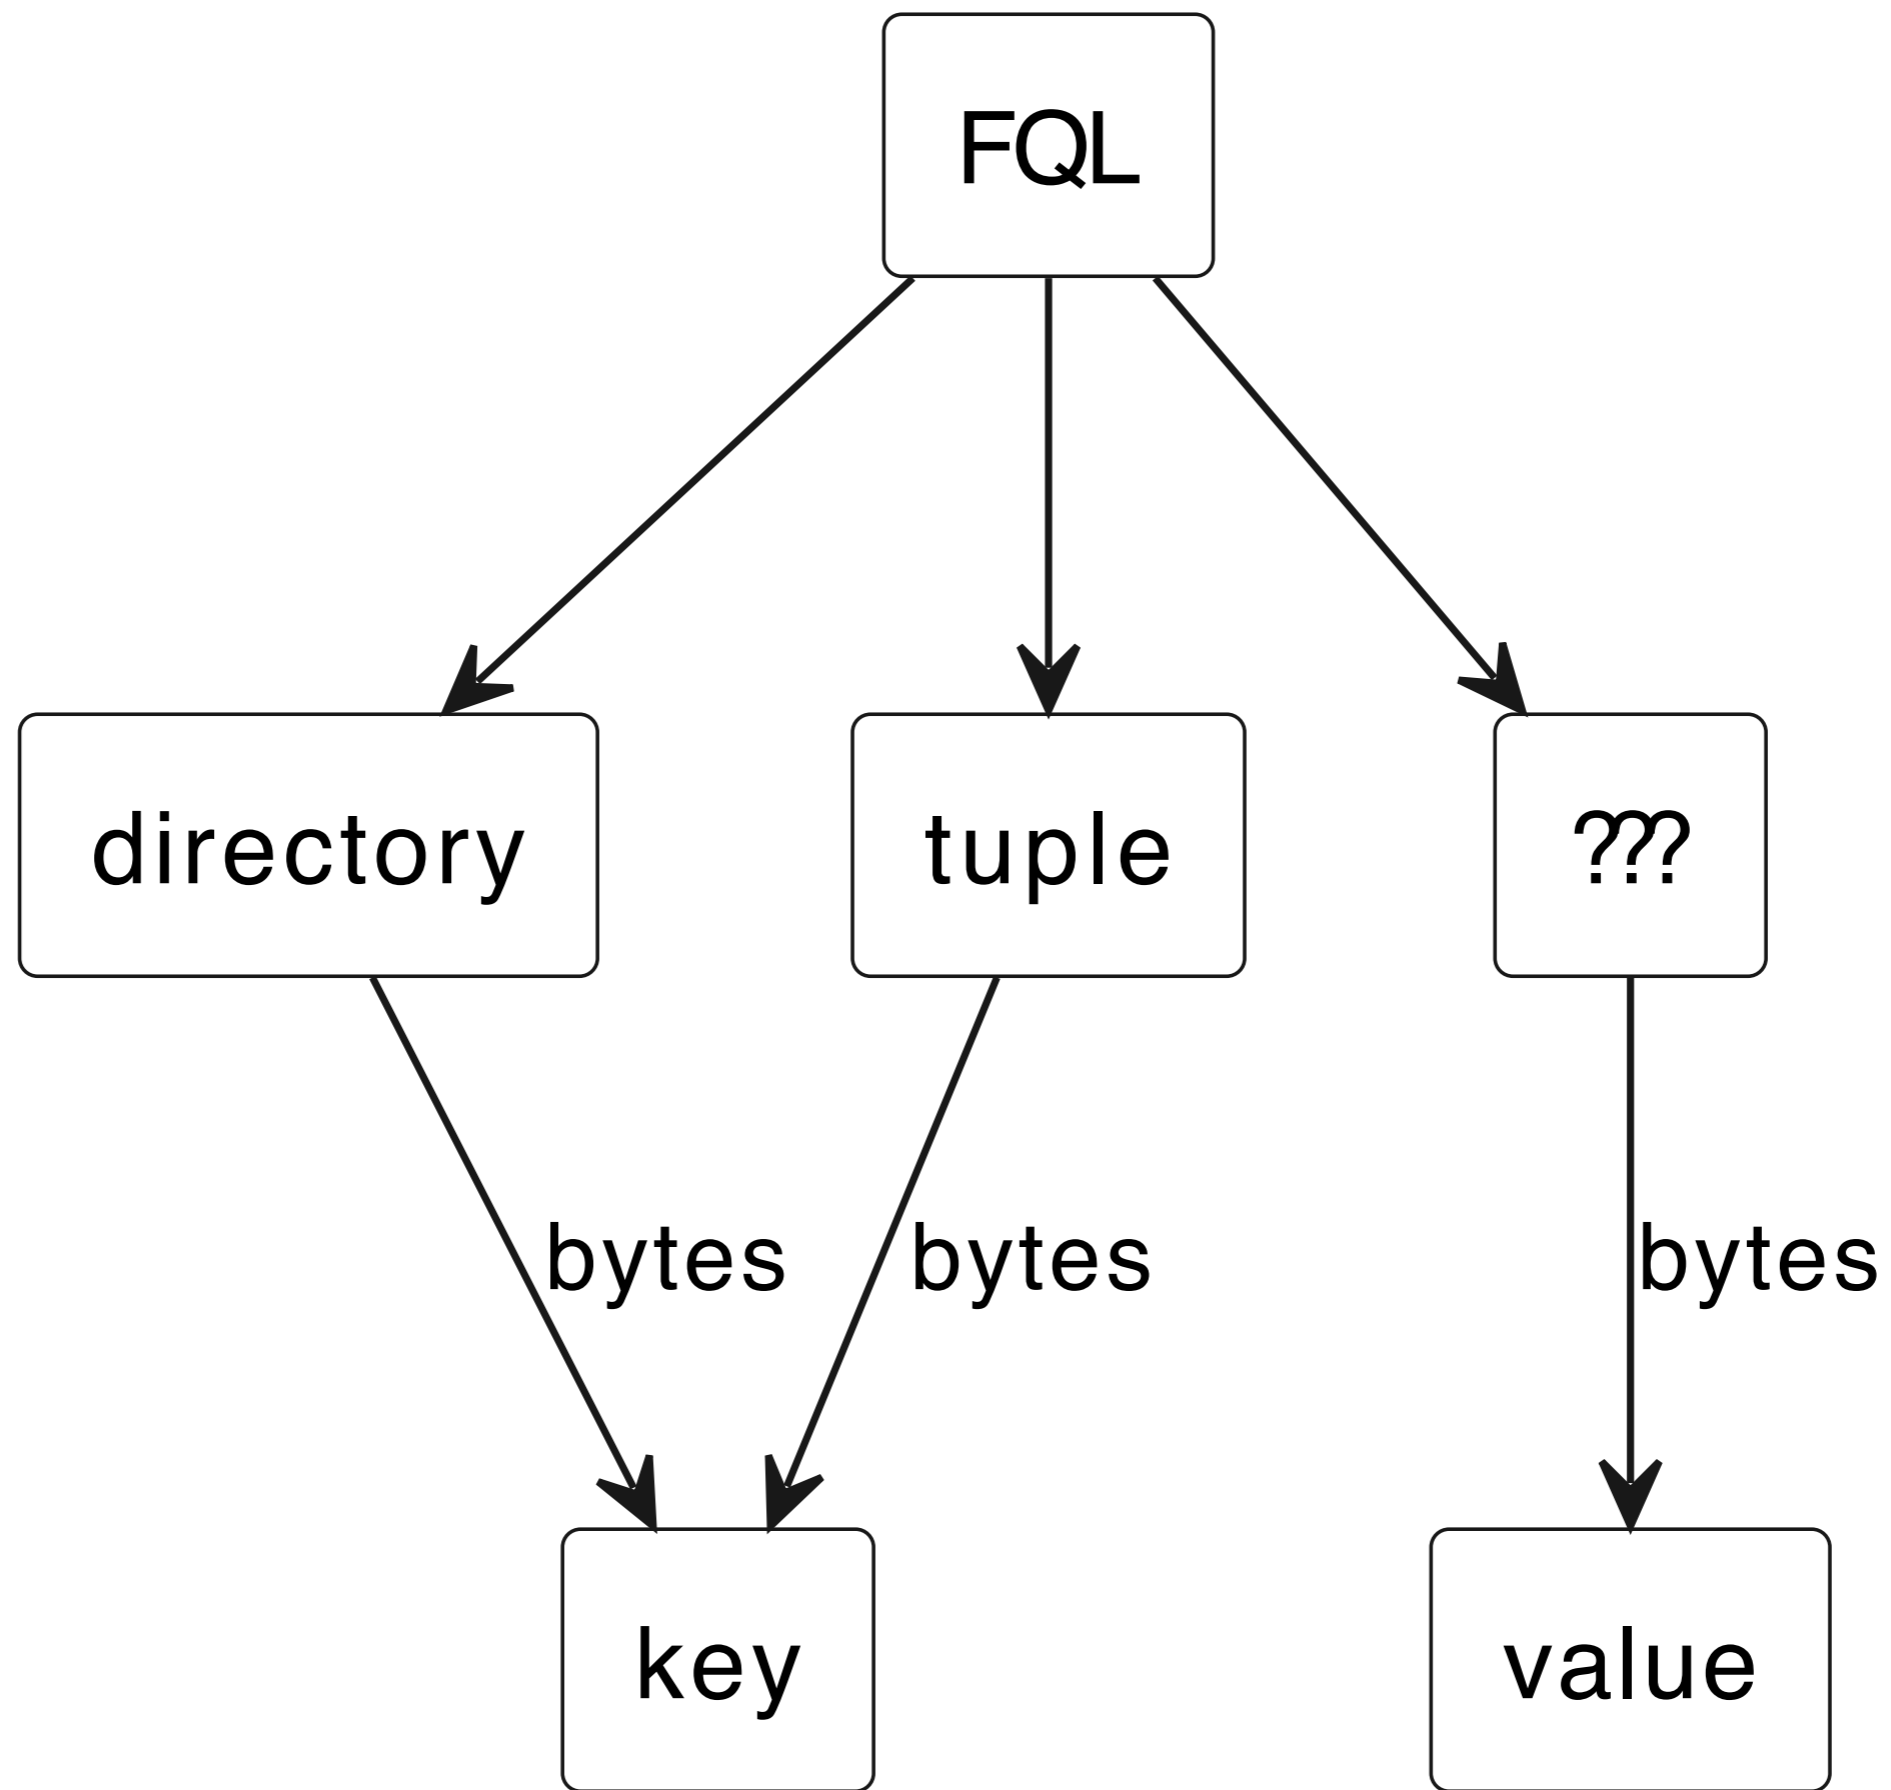 FQL
directory
tuple
???
bytes
bytes
bytes
key
value